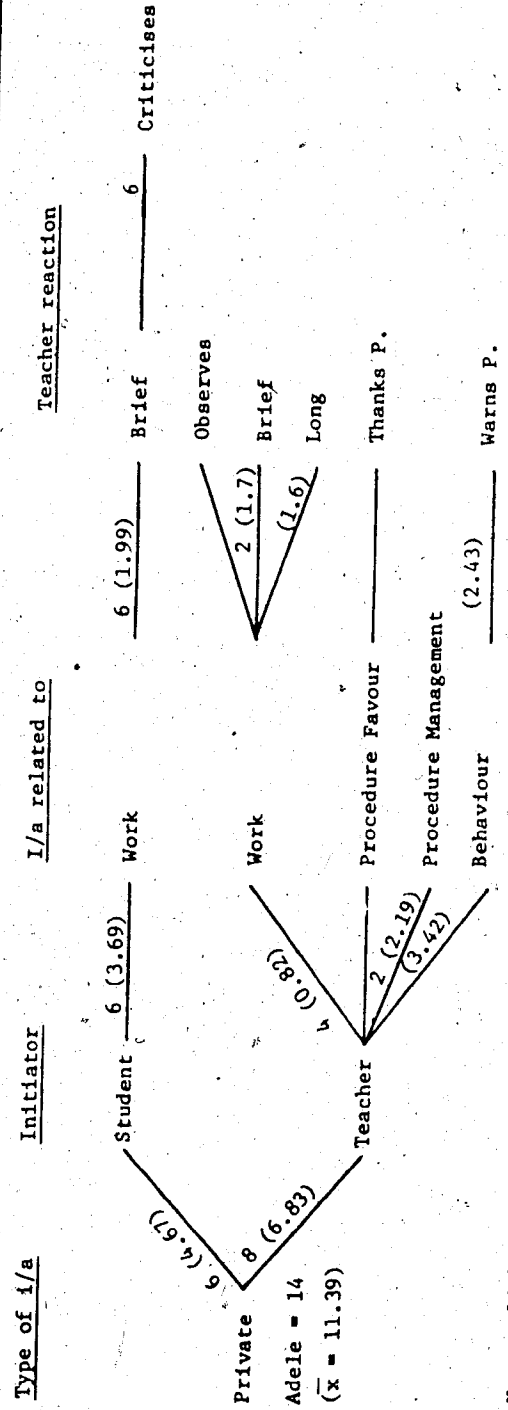 Type of i/a
Initiator
I/a related to
Teacher reaction
Private
Adele = 14
(x̄ = 11.39)
6 (4.67)
8 (6.83)
Student
6 (3.69)
Work
6 (1.99)
Brief
6
Criticises
Teacher
(0.82)
Work
Observes
2 (1.7)
Brief
(1.6)
Long
Procedure Favour
Thanks P.
2 (2.19)
Procedure Management
(3.42)
Behaviour
(2.43)
Warns P.